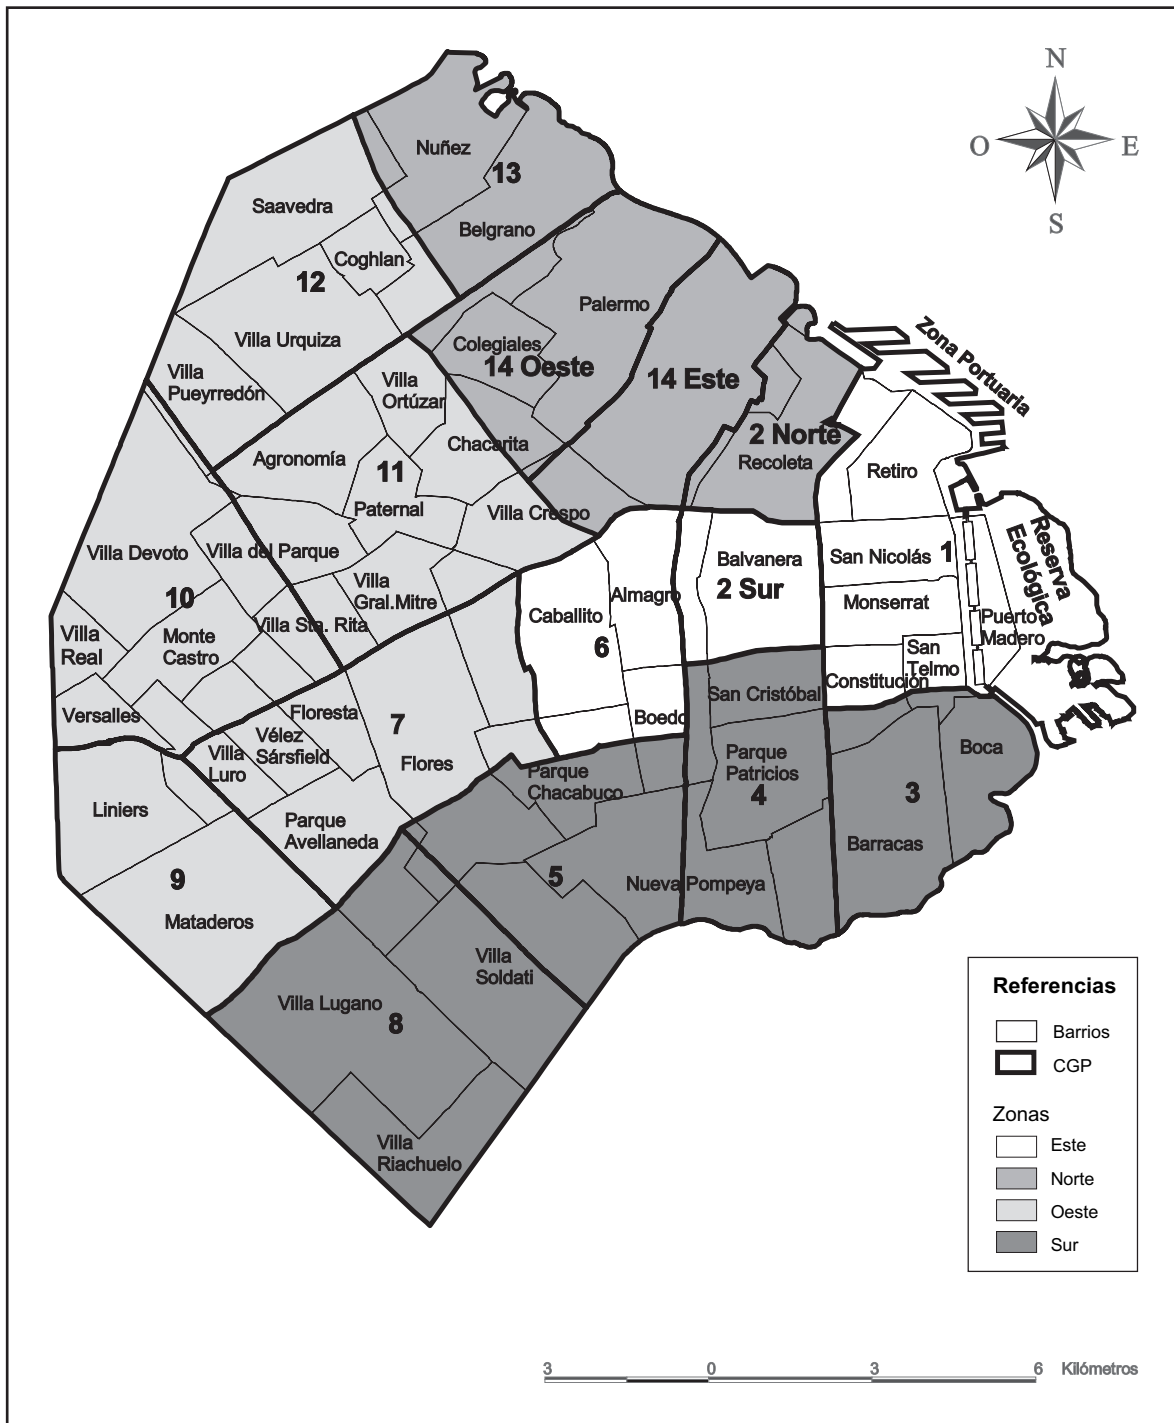 N
O
E
S
Nuñez
13
Saavedra
Belgrano
Coghlan
12
Palermo
Villa Urquiza
Colegiales
14 Oeste
Zona Portuaria
Villa
Pueyrredón
Villa
Ortúzar
14 Este
2 Norte
Chacarita
Agronomía
Recoleta
Retiro
11
Paternal
Villa Crespo
Reserva
Ecológica
Villa Devoto
Villa del Parque
San Nicolás
1
Balvanera
2 Sur
Villa
Gral.Mitre
Almagro
Monserrat
10
Caballito
Puerto
Madero
Villa Sta. Rita
Villa
Real
Monte
Castro
6
San
Telmo
Constitución
San Cristóbal
Versalles
Floresta
7
Boedo
Vélez
Sársfield
Villa
Luro
Flores
Parque
Patricios
Boca
Parque
Chacabuco
4
3
Liniers
Parque
Avellaneda
Barracas
9
5
Nueva Pompeya
Mataderos
Villa
Soldati
Villa Lugano
8
Villa
Riachuelo
Referencias
Barrios
CGP
Zonas
Este
Norte
Oeste
Sur
3 0 3 6 Kilómetros